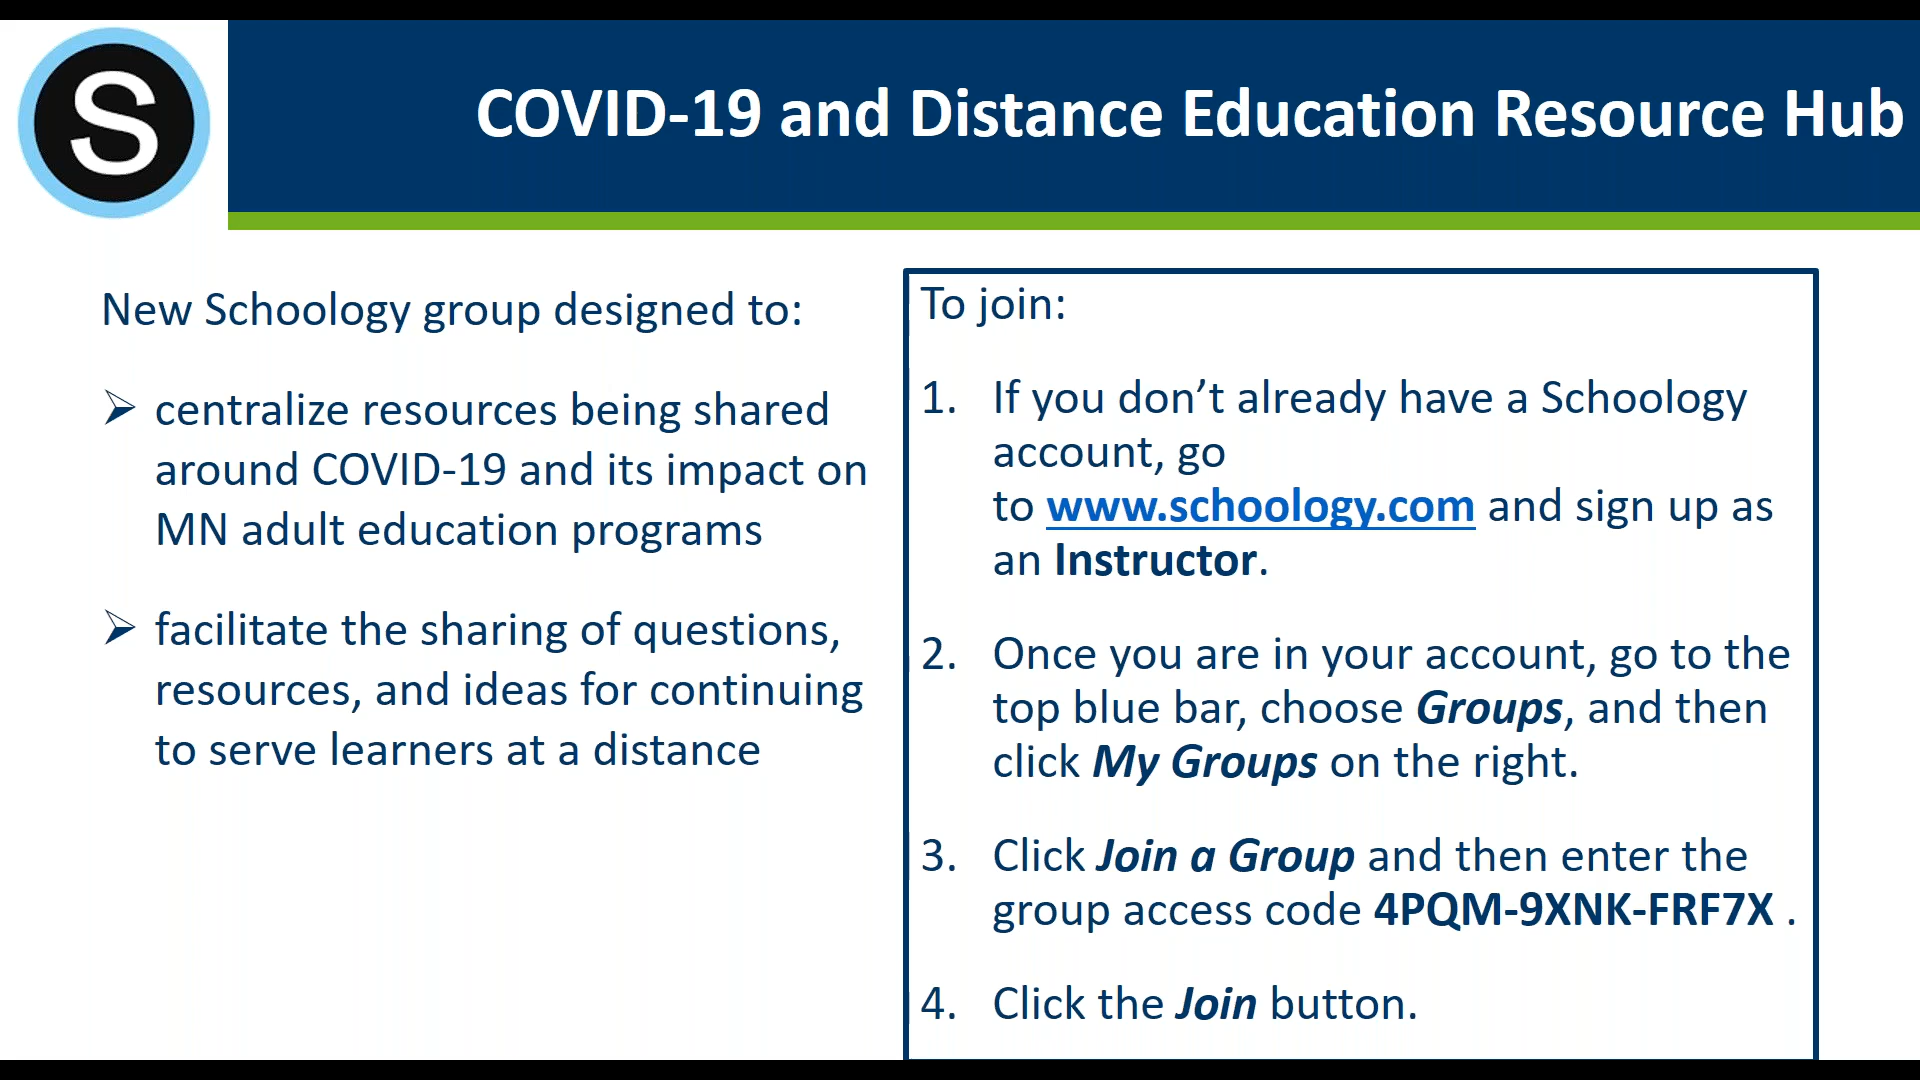 S
COVID-19 and Distance Education Resource Hub
New Schoology group designed to:
➢ centralize resources being shared
around COVID-19 and its impact on
MN adult education programs
➢ facilitate the sharing of questions,
resources, and ideas for continuing
to serve learners at a distance
To join:
1. If you don’t already have a Schoology
account, go
to www.schoology.com and sign up as
an Instructor.
2. Once you are in your account, go to the
top blue bar, choose Groups, and then
click My Groups on the right.
3. Click Join a Group and then enter the
group access code 4PQM-9XNK-FRF7X .
4. Click the Join button.